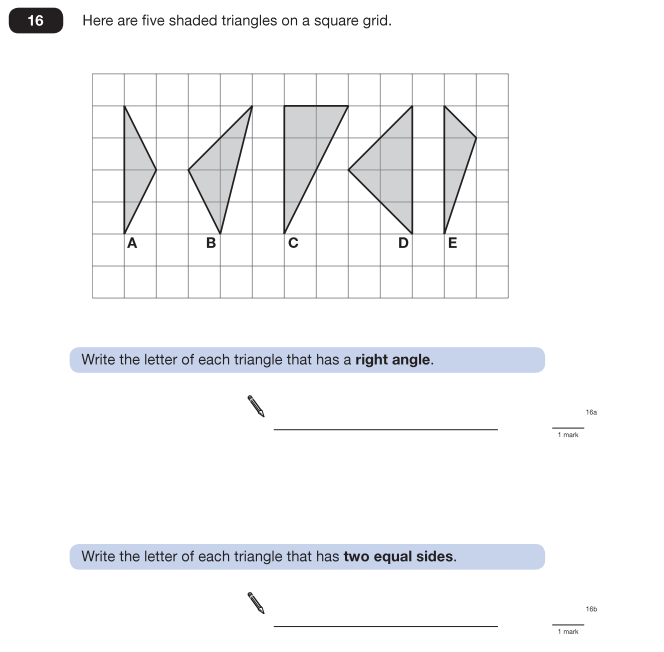 16 Here are five shaded triangles on a square grid.
A B C D E
Write the letter of each triangle that has a right angle.
16a
1 mark
Write the letter of each triangle that has two equal sides.
16b
1 mark